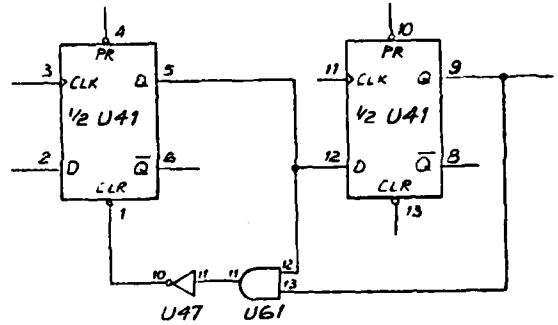 4
10
PR
PR
3 CLK Q 5
11 CLK Q 9
1/2 U41
1/2 U41
2 D Q̅ 6
12 D Q̅ 8
CLR
CLR
1
13
10 11 11 12
13
U47 U61